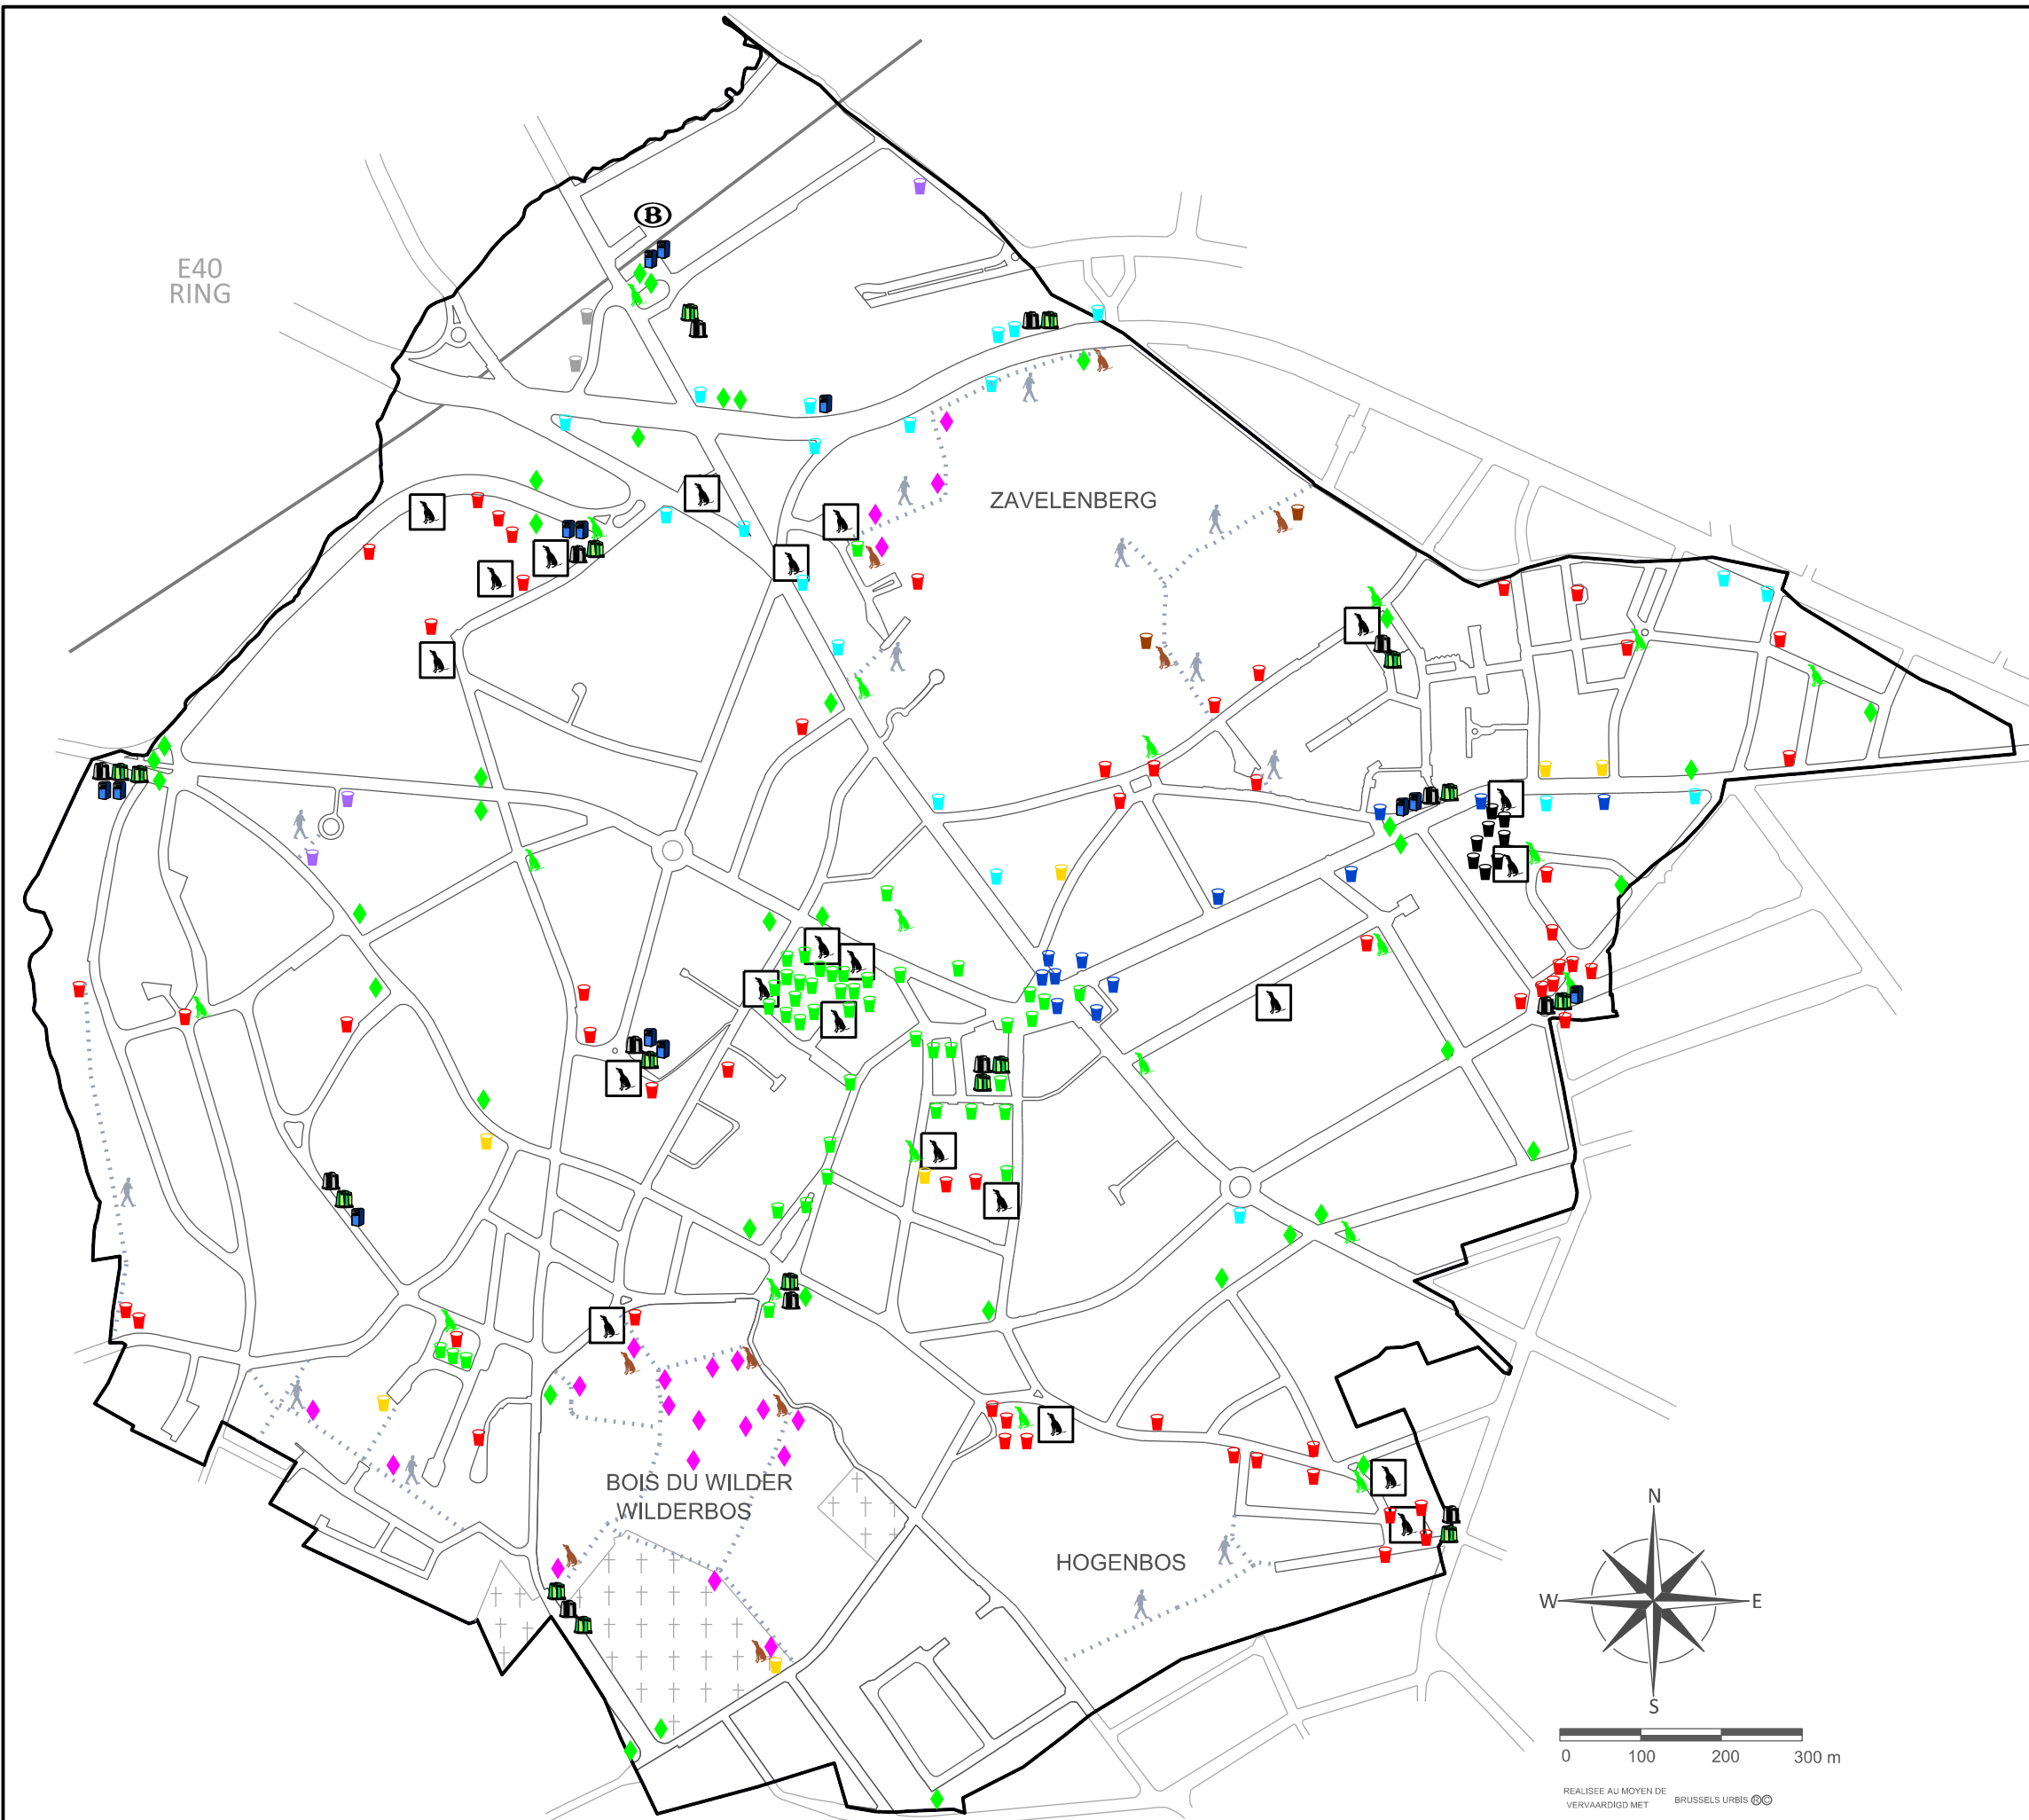 E40
RING
B
ZAVELENBERG
BOIS DU WILDER
WILDERBOS
HOGENBOS
N
W
E
S
0 100 200 300 m
REALISEE AU MOYEN DE
VERVAARDIGD MET
BRUSSELS URBIS ®©